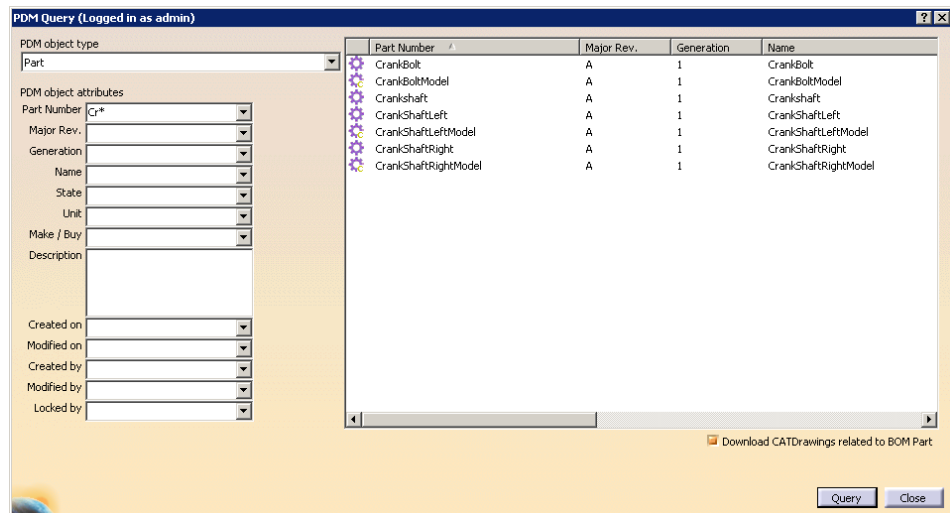 PDM Query (Logged in as admin)
PDM object type
Part
PDM object attributes
Part Number Cr*
Major Rev.
Generation
Name
State
Unit
Make / Buy
Description
Created on
Modified on
Created by
Modified by
Locked by
Part Number Major Rev. Generation Name
CrankBolt A 1 CrankBolt
CrankBoltModel A 1 CrankBoltModel
Crankshaft A 1 Crankshaft
CrankShaftLeft A 1 CrankShaftLeft
CrankShaftLeftModel A 1 CrankShaftLeftModel
CrankShaftRight A 1 CrankShaftRight
CrankShaftRightModel A 1 CrankShaftRightModel
Download CATDrawings related to BOM Part
Query Close